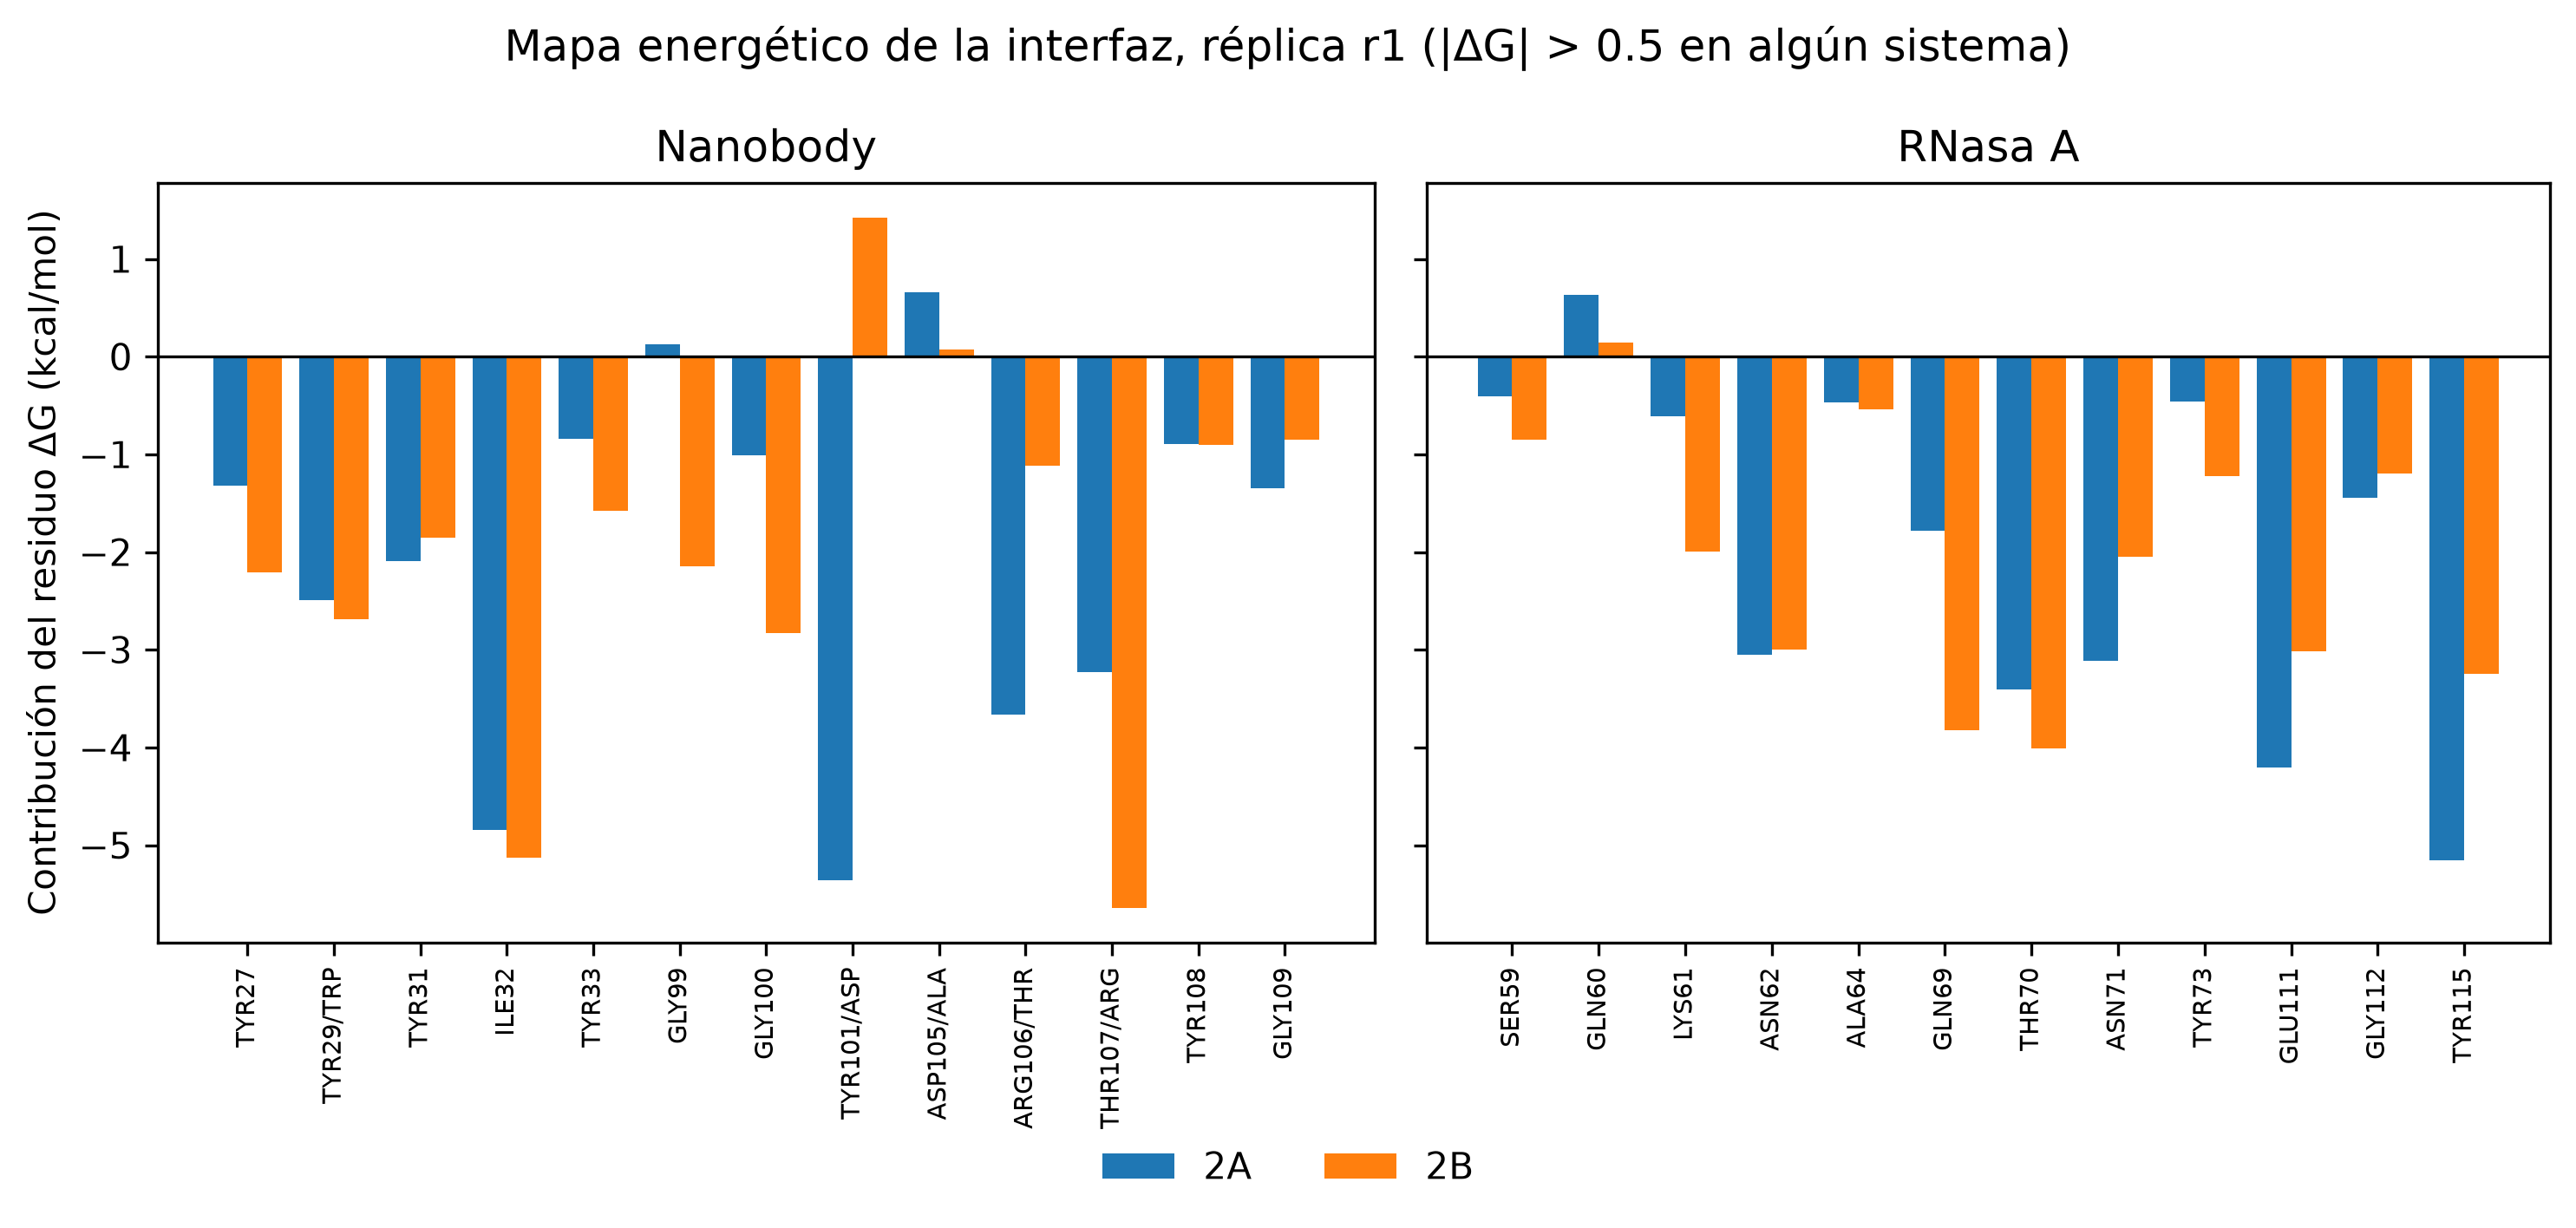 Mapa energético de la interfaz, réplica r1 (|ΔG| > 0.5 en algún sistema)
Nanobody
RNasa A
Contribución del residuo ΔG (kcal/mol)
1
0
−1
−2
−3
−4
−5
TYR27
TYR29/TRP
TYR31
ILE32
TYR33
GLY99
GLY100
TYR101/ASP
ASP105/ALA
ARG106/THR
THR107/ARG
TYR108
GLY109
SER59
GLN60
LYS61
ASN62
ALA64
GLN69
THR70
ASN71
TYR73
GLU111
GLY112
TYR115
2A
2B